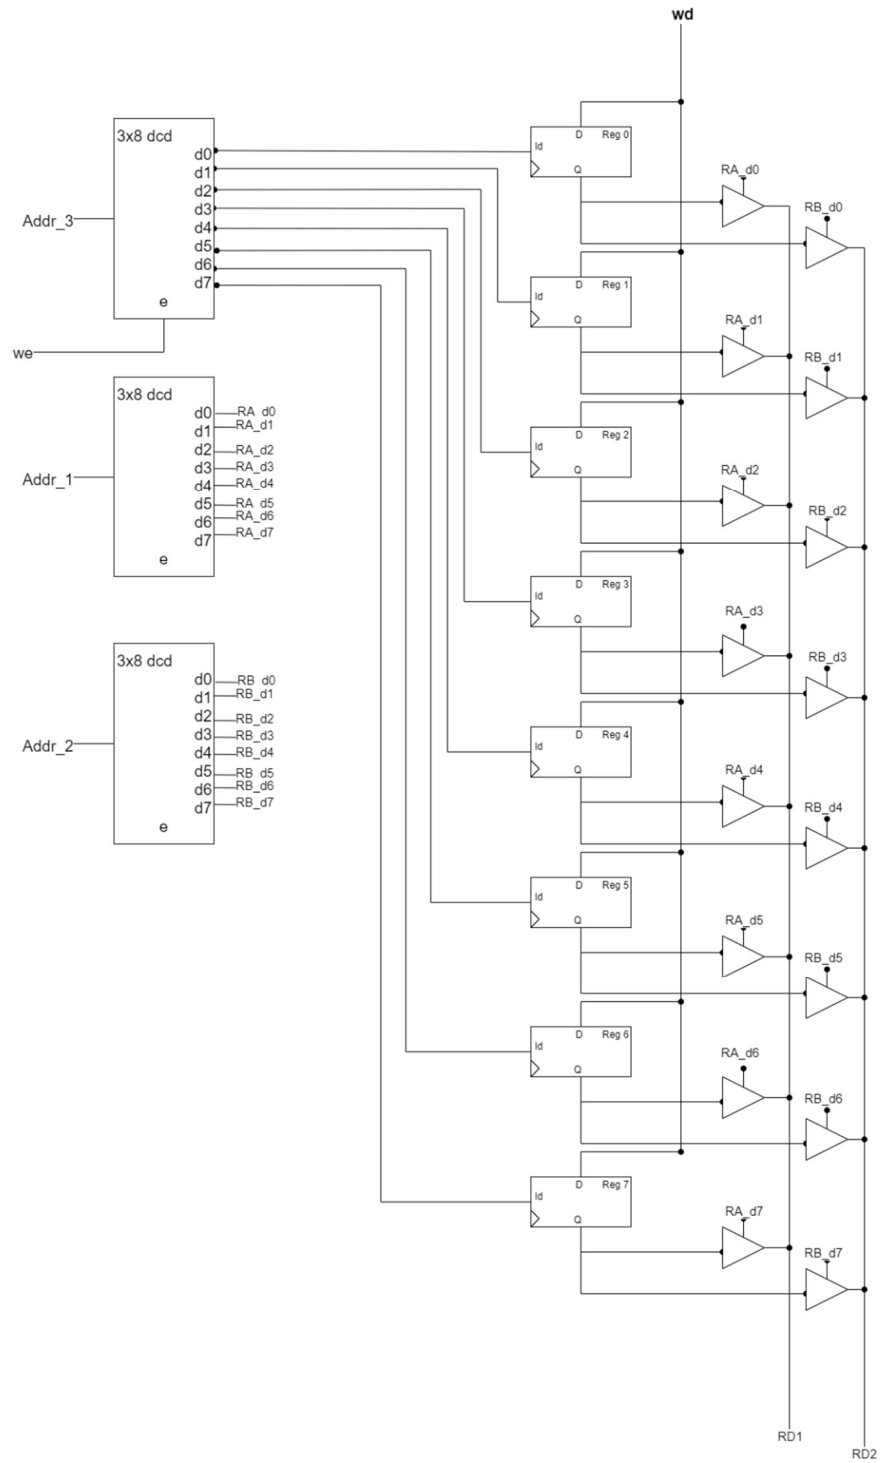 wd
3x8 dcd
d0
d1
d2
d3
d4
d5
d6
d7
Addr_3
e
we
3x8 dcd
d0 RA_d0
d1 RA_d1
d2 RA_d2
d3 RA_d3
d4 RA_d4
d5 RA_d5
d6 RA_d6
d7 RA_d7
Addr_1
e
3x8 dcd
d0 RB_d0
d1 RB_d1
d2 RB_d2
d3 RB_d3
d4 RB_d4
d5 RB_d5
d6 RB_d6
d7 RB_d7
Addr_2
e
D Reg 0
ld
Q
RA_d0
RB_d0
D Reg 1
ld
Q
RA_d1
RB_d1
D Reg 2
ld
Q
RA_d2
RB_d2
D Reg 3
ld
Q
RA_d3
RB_d3
D Reg 4
ld
Q
RA_d4
RB_d4
D Reg 5
ld
Q
RA_d5
RB_d5
D Reg 6
ld
Q
RA_d6
RB_d6
D Reg 7
ld
Q
RA_d7
RB_d7
RD1
RD2